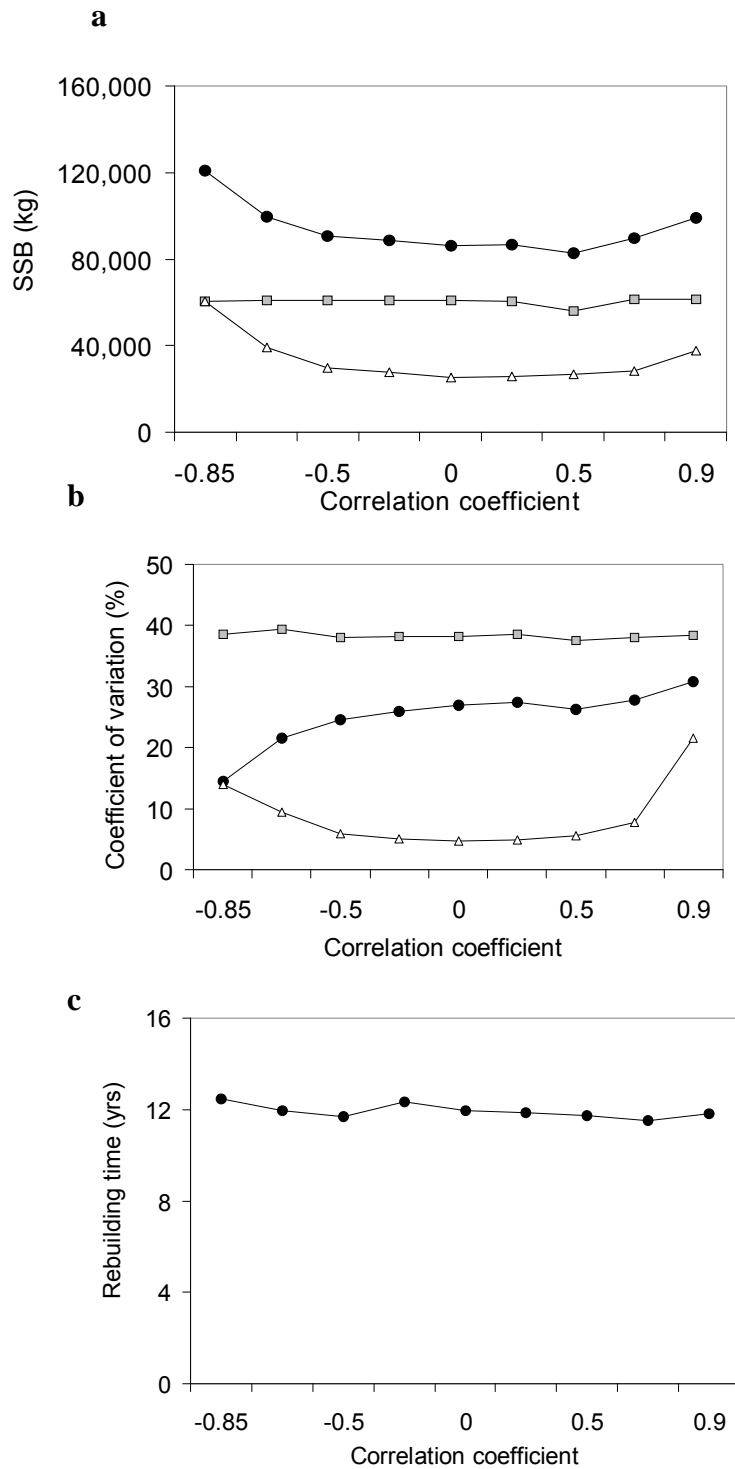 a
160,000
120,000
80,000
40,000
0
SSB (kg)
-0.85 -0.5 0 0.5 0.9
Correlation coefficient
b
50
40
30
20
10
0
Coefficient of variation (%)
-0.85 -0.5 0 0.5 0.9
Correlation coefficient
c
16
12
8
4
0
Rebuilding time (yrs)
-0.85 -0.5 0 0.5 0.9
Correlation coefficient